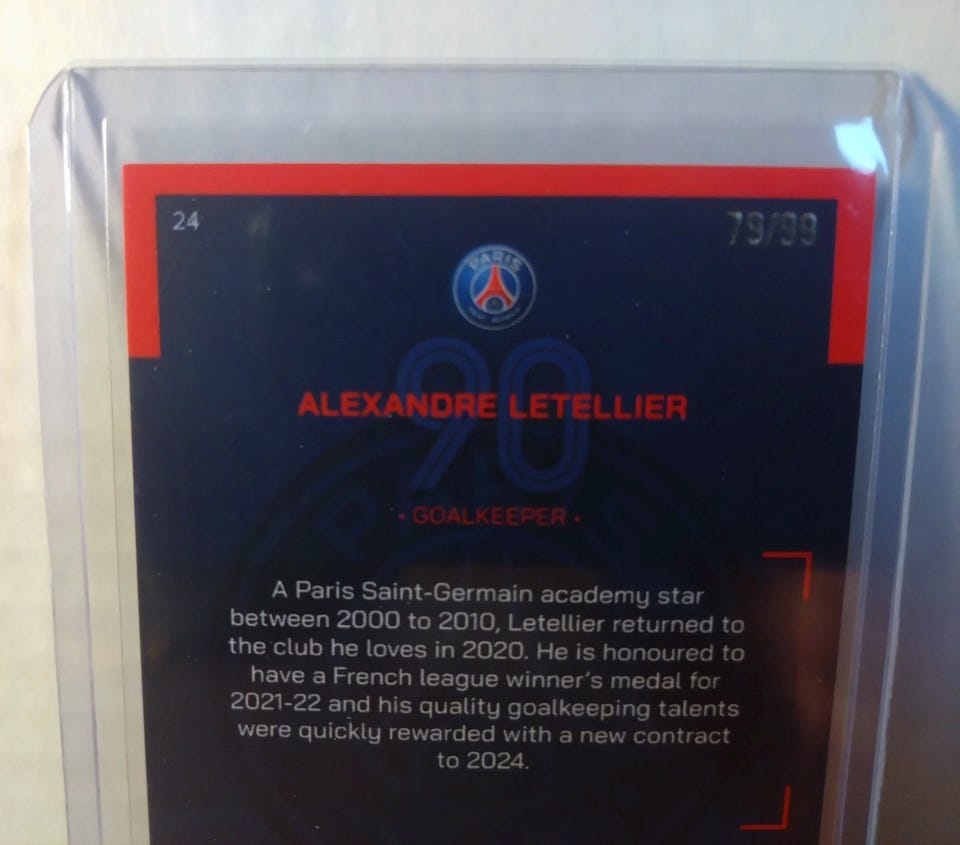 24
79/99
PARIS
90
ALEXANDRE LETELLIER
• GOALKEEPER •
A Paris Saint-Germain academy star
between 2000 to 2010, Letellier returned to
the club he loves in 2020. He is honoured to
have a French league winner's medal for
2021-22 and his quality goalkeeping talents
were quickly rewarded with a new contract
to 2024.